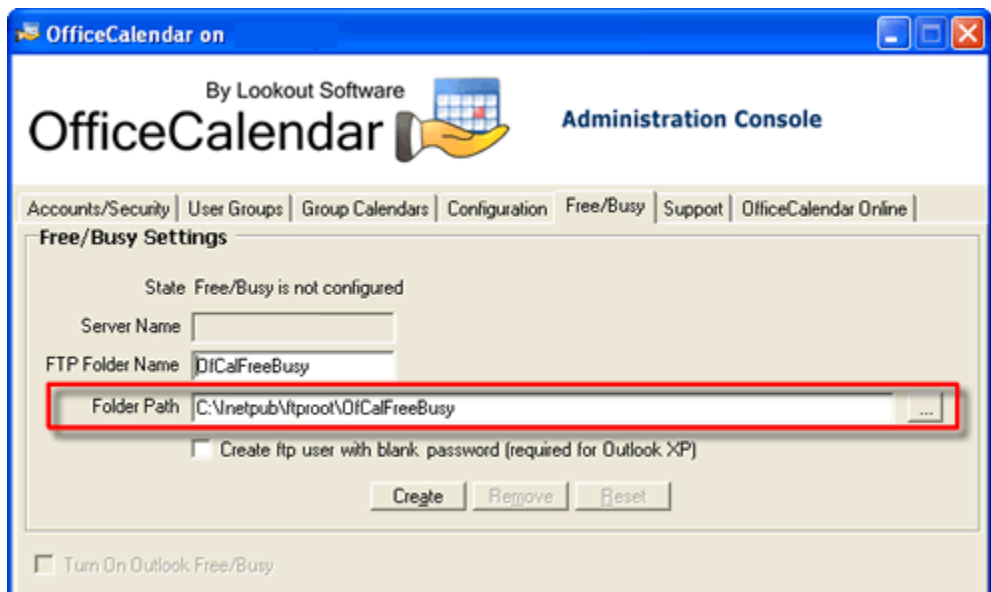 OfficeCalendar on
By Lookout Software
OfficeCalendar
Administration Console
Accounts/Security User Groups Group Calendars Configuration Free/Busy Support OfficeCalendar Online
Free/Busy Settings
State Free/Busy is not configured
Server Name
FTP Folder Name OfCalFreeBusy
Folder Path C:\Inetpub\ftproot\OfCalFreeBusy ...
Create ftp user with blank password (required for Outlook XP)
Create Remove Reset
Turn On Outlook Free/Busy